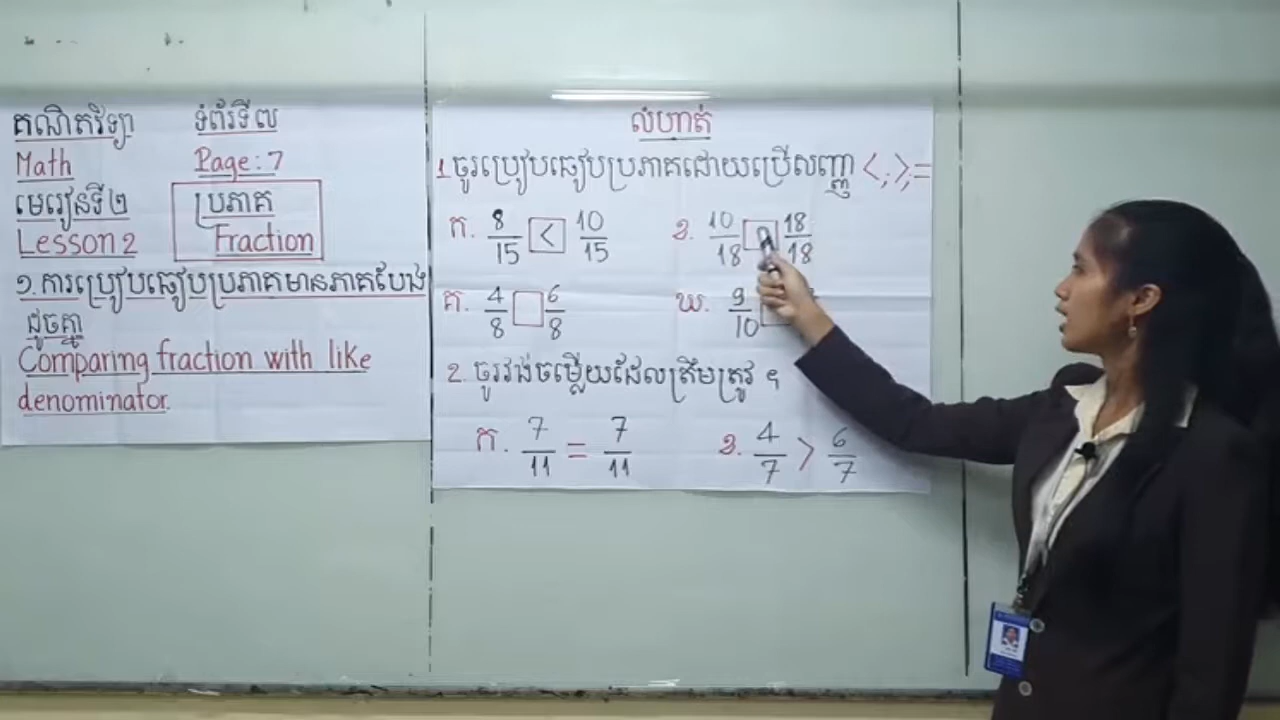 គណិតវិទ្យា ទំព័រទី៧
Math Page: 7
មេរៀនទី២ ប្រភាគ
Lesson 2 Fraction
១. ការប្រៀបធៀបប្រភាគមានភាគបែង
ដូចគ្នា
Comparing fraction with like
denominator.
លំហាត់
1. ចូរប្រៀបធៀបប្រភាគដោយប្រើសញ្ញា <; >; =
ក. 8/15 < 10/15 ខ. 10/18 18/18
គ. 4/8 □ 6/8 ឃ. 9/10
2. ចូរវង់ចម្លើយដែលត្រឹមត្រូវ ។
ក. 7/11 = 7/11 ខ. 4/7 > 6/7